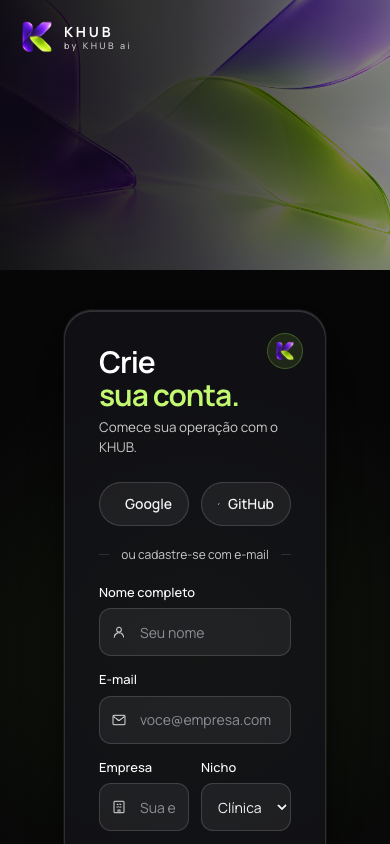 KHUB
by KHUB ai
Crie
sua conta.
Comece sua operação com o
KHUB.
Google
GitHub
ou cadastre-se com e-mail
Nome completo
Seu nome
E-mail
voce@empresa.com
Empresa
Nicho
Sua e
Clínica